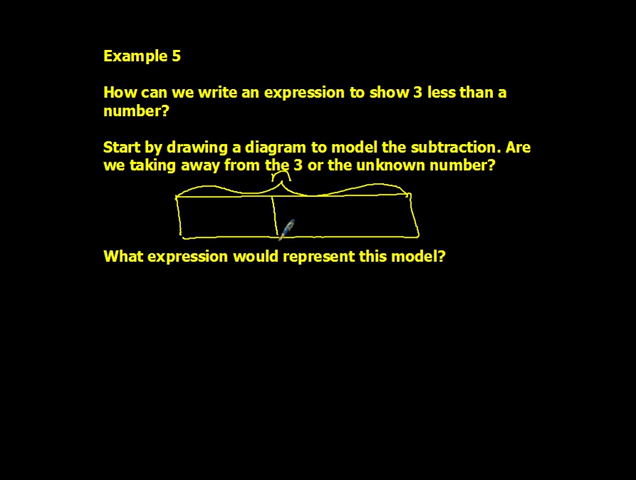 Example 5
How can we write an expression to show 3 less than a
number?
Start by drawing a diagram to model the subtraction. Are
we taking away from the 3 or the unknown number?
What expression would represent this model?